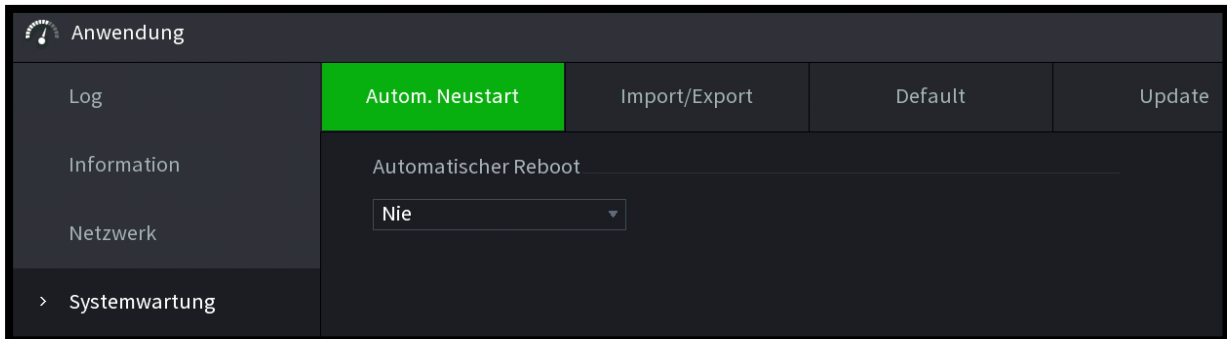 Anwendung
Log
Autom. Neustart Import/Export Default Update
Information
Automatischer Reboot
Nie
Netzwerk
> Systemwartung